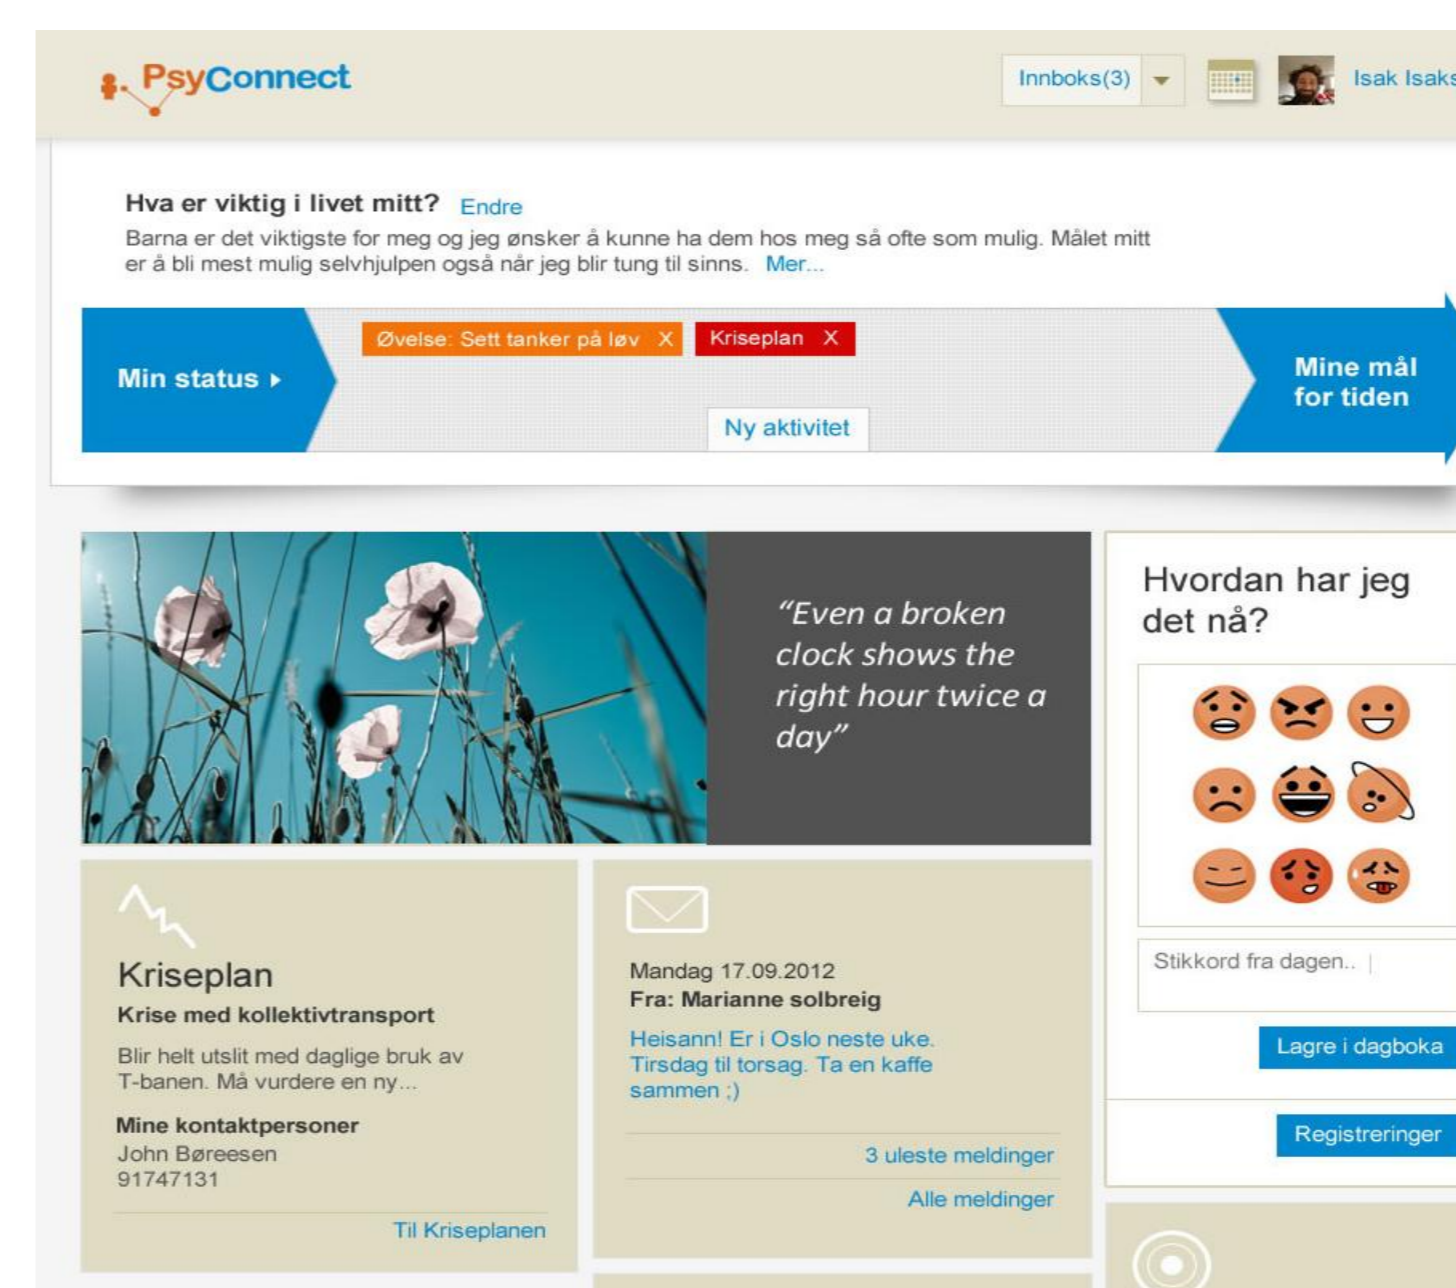 PsyConnect
Innboks(3)
Isak Isaks
Hva er viktig i livet mitt? Endre
Barna er det viktigste for meg og jeg ønsker å kunne ha dem hos meg så ofte som mulig. Målet mitt
er å bli mest mulig selvhjulpen også når jeg blir tung til sinns. Mer...
Min status
Øvelse: Sett tanker på løv X
Kriseplan X
Ny aktivitet
Mine mål
for tiden
“Even a broken
clock shows the
right hour twice a
day”
Hvordan har jeg
det nå?
Stikkord fra dagen..
Lagre i dagboka
Registreringer
Kriseplan
Krise med kollektivtransport
Blir helt utslit med daglige bruk av
T-banen. Må vurdere en ny...
Mine kontaktpersoner
John Børeesen
91747131
Til Kriseplanen
Mandag 17.09.2012
Fra: Marianne solbreig
Heisann! Er i Oslo neste uke.
Tirsdag til torsag. Ta en kaffe
sammen ;)
3 uleste meldinger
Alle meldinger